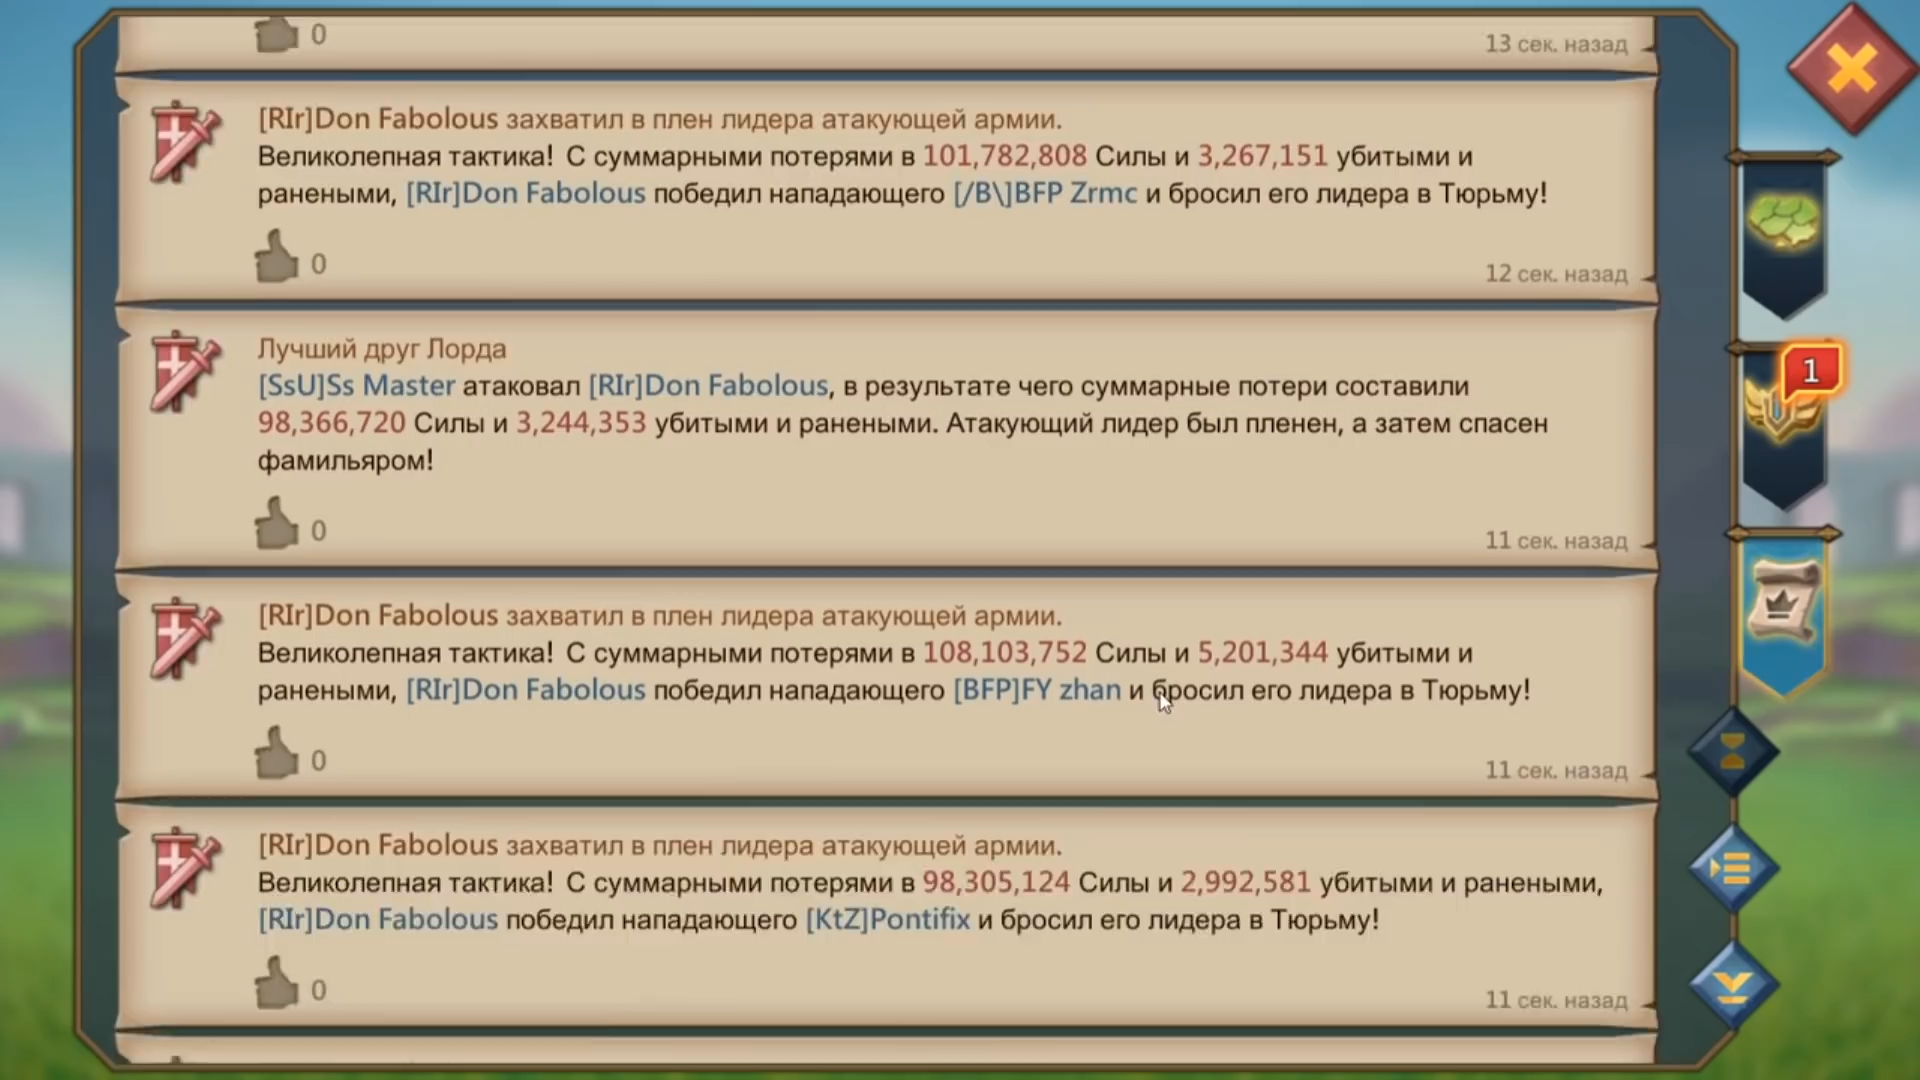 0
13 сек. назад
[RIr]Don Fabolous захватил в плен лидера атакующей армии.
Великолепная тактика! С суммарными потерями в 101,782,808 Силы и 3,267,151 убитыми и
ранеными, [RIr]Don Fabolous победил нападающего [/B\]BFP Zrmc и бросил его лидера в Тюрьму!
0
12 сек. назад
Лучший друг Лорда
[SsU]Ss Master атаковал [RIr]Don Fabolous, в результате чего суммарные потери составили
98,366,720 Силы и 3,244,353 убитыми и ранеными. Атакующий лидер был пленен, а затем спасен
фамильяром!
0
11 сек. назад
[RIr]Don Fabolous захватил в плен лидера атакующей армии.
Великолепная тактика! С суммарными потерями в 108,103,752 Силы и 5,201,344 убитыми и
ранеными, [RIr]Don Fabolous победил нападающего [BFP]FY zhan и бросил его лидера в Тюрьму!
0
11 сек. назад
[RIr]Don Fabolous захватил в плен лидера атакующей армии.
Великолепная тактика! С суммарными потерями в 98,305,124 Силы и 2,992,581 убитыми и ранеными,
[RIr]Don Fabolous победил нападающего [KtZ]Pontifix и бросил его лидера в Тюрьму!
0
11 сек. назад
1